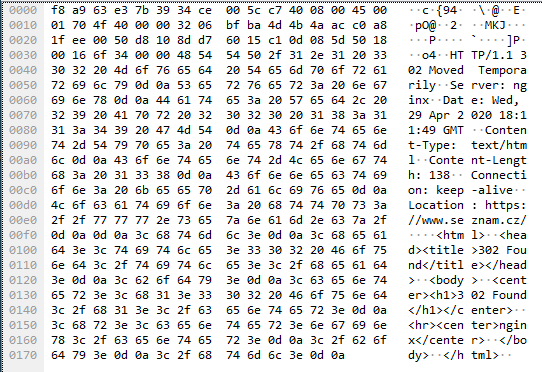 0000 f8 a9 63 e3 7b 39 34 ce 00 5c c7 40 08 00 45 00 ··c·{94· ·\·@··E·
0010 01 70 4f 40 00 00 32 06 bf ba 4d 4b 4a ac c0 a8 ·pO@··2· ··MKJ···
0020 1f ee 00 50 d8 10 8d d7 60 15 c1 0d 08 5d 50 18 ···P···· `····]P·
0030 00 16 6f 34 00 00 48 54 54 50 2f 31 2e 31 20 33 ··o4··HT TP/1.1 3
0040 30 32 20 4d 6f 76 65 64 20 54 65 6d 70 6f 72 61 02 Moved Tempora
0050 72 69 6c 79 0d 0a 53 65 72 76 65 72 3a 20 6e 67 rily··Se rver: ng
0060 69 6e 78 0d 0a 44 61 74 65 3a 20 57 65 64 2c 20 inx··Dat e: Wed,
0070 32 39 20 41 70 72 20 32 30 32 30 20 31 38 3a 31 29 Apr 2 020 18:1
0080 31 3a 34 39 20 47 4d 54 0d 0a 43 6f 6e 74 65 6e 1:49 GMT ··Conten
0090 74 2d 54 79 70 65 3a 20 74 65 78 74 2f 68 74 6d t-Type: text/htm
00a0 6c 0d 0a 43 6f 6e 74 65 6e 74 2d 4c 65 6e 67 74 l··Conte nt-Lengt
00b0 68 3a 20 31 33 38 0d 0a 43 6f 6e 6e 65 63 74 69 h: 138·· Connecti
00c0 6f 6e 3a 20 6b 65 65 70 2d 61 6c 69 76 65 0d 0a on: keep -alive··
00d0 4c 6f 63 61 74 69 6f 6e 3a 20 68 74 74 70 73 3a Location : https:
00e0 2f 2f 77 77 77 2e 73 65 7a 6e 61 6d 2e 63 7a 2f //www.se znam.cz/
00f0 0d 0a 0d 0a 3c 68 74 6d 6c 3e 0d 0a 3c 68 65 61 ····<htm l>··<hea
0100 64 3e 3c 74 69 74 6c 65 3e 33 30 32 20 46 6f 75 d><title >302 Fou
0110 6e 64 3c 2f 74 69 74 6c 65 3e 3c 2f 68 65 61 64 nd</titl e></head
0120 3e 0d 0a 3c 62 6f 64 79 3e 0d 0a 3c 63 65 6e 74 >··<body >··<cent
0130 65 72 3e 3c 68 31 3e 33 30 32 20 46 6f 75 6e 64 er><h1>3 02 Found
0140 3c 2f 68 31 3e 3c 2f 63 65 6e 74 65 72 3e 0d 0a </h1></c enter>··
0150 3c 68 72 3e 3c 63 65 6e 74 65 72 3e 6e 67 69 6e <hr><cen ter>ngin
0160 78 3c 2f 63 65 6e 74 65 72 3e 0d 0a 3c 2f 62 6f x</cente r>··</bo
0170 64 79 3e 0d 0a 3c 2f 68 74 6d 6c 3e 0d 0a dy>··</h tml>··